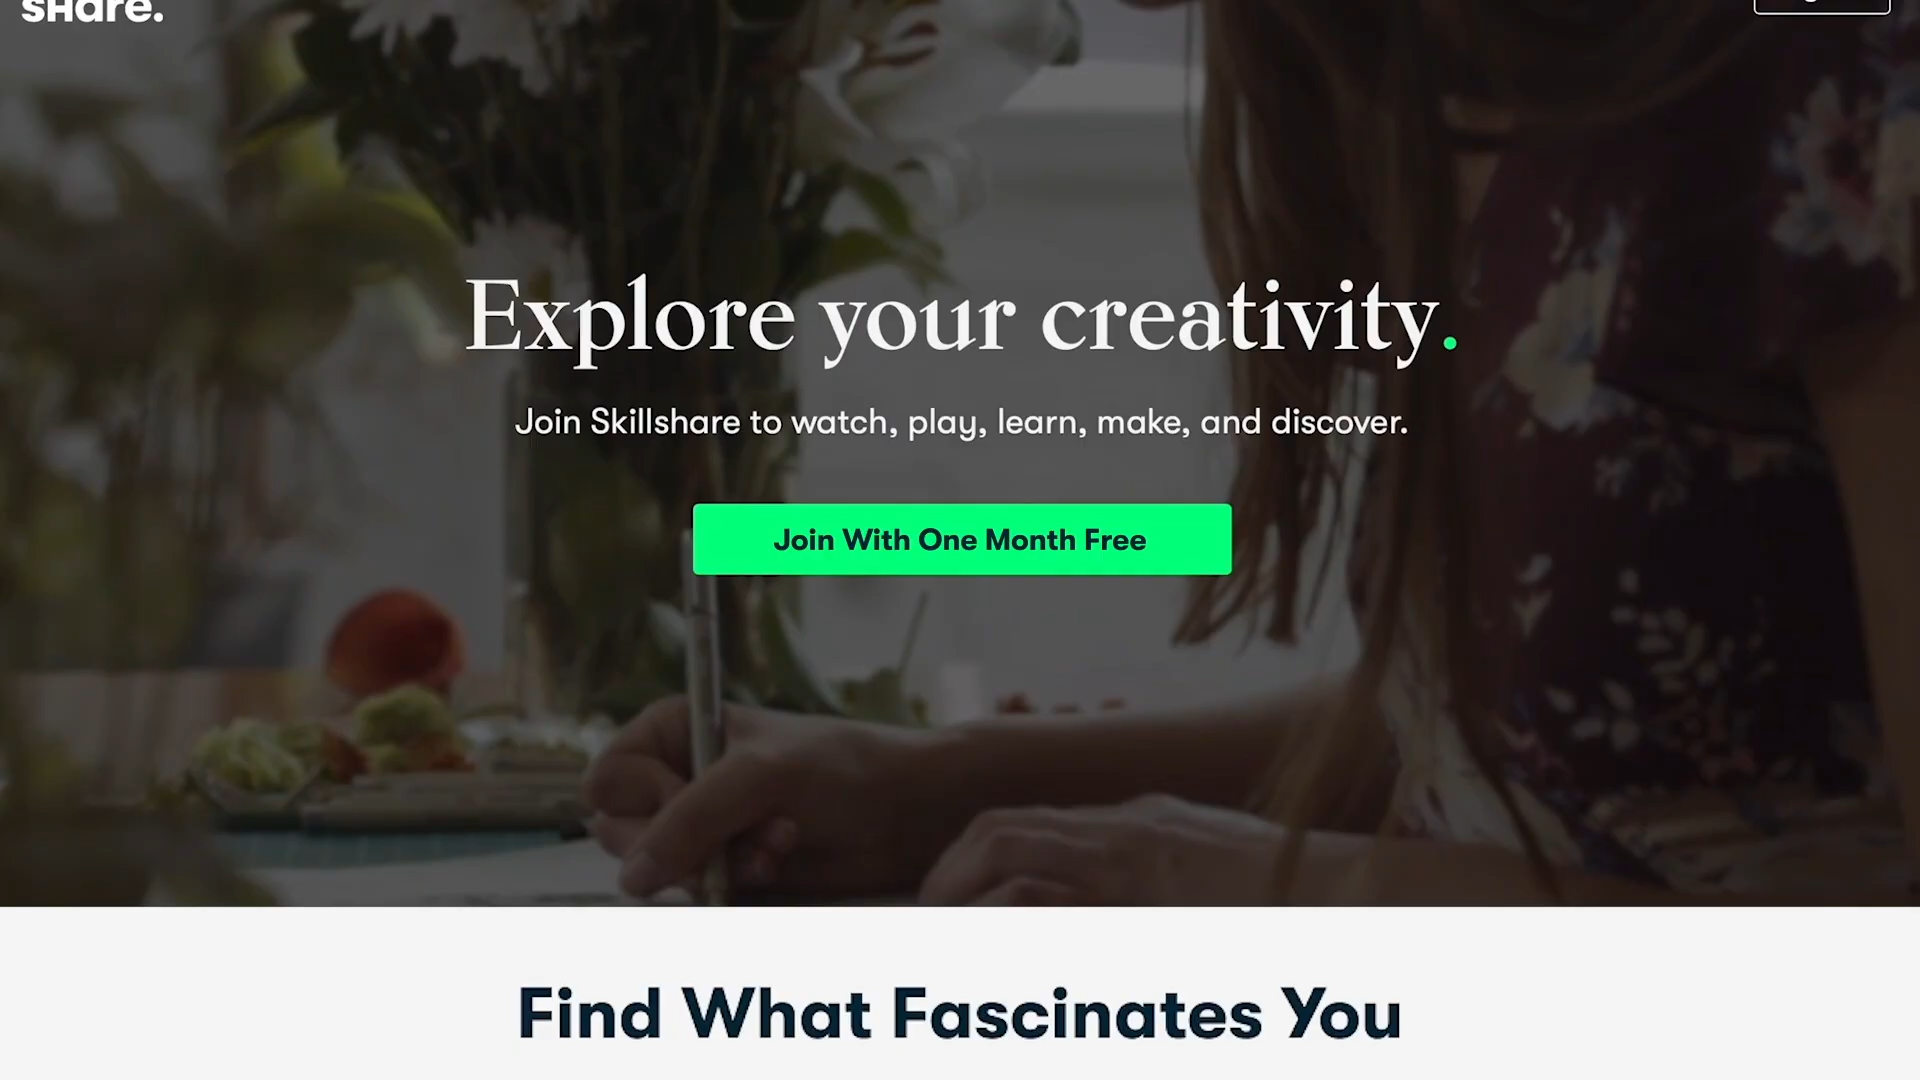 share.
Explore your creativity.
Join Skillshare to watch, play, learn, make, and discover.
Join With One Month Free
Find What Fascinates You